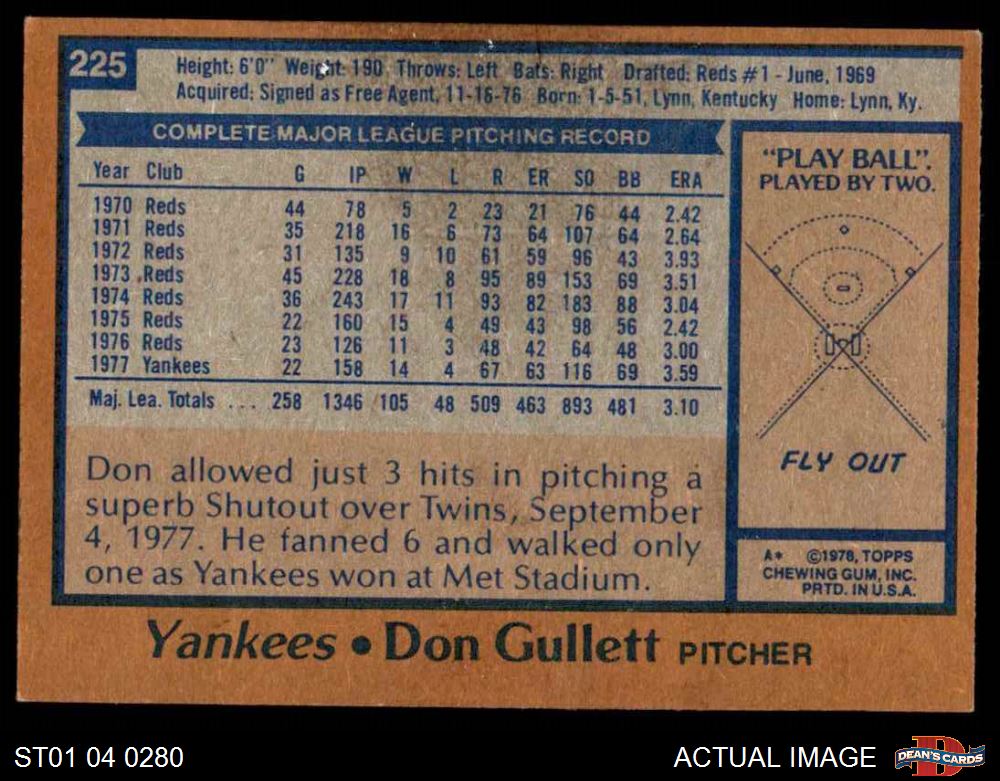 225
Height: 6'0" Weight: 190 Throws: Left Bats: Right Drafted: Reds #1 - June, 1969
Acquired: Signed as Free Agent, 11-16-76 Born: 1-5-51, Lynn, Kentucky Home: Lynn, Ky.
COMPLETE MAJOR LEAGUE PITCHING RECORD
Year Club G IP W L R ER SO BB ERA
1970 Reds 44 78 5 2 23 21 76 44 2.42
1971 Reds 35 218 16 6 73 64 107 64 2.64
1972 Reds 31 135 9 10 61 59 96 43 3.93
1973 Reds 45 228 18 8 95 89 153 69 3.51
1974 Reds 36 243 17 11 93 82 183 88 3.04
1975 Reds 22 160 15 4 49 43 98 56 2.42
1976 Reds 23 126 11 3 48 42 64 48 3.00
1977 Yankees 22 158 14 4 67 63 116 69 3.59
Maj. Lea. Totals ... 258 1346 105 48 509 463 893 481 3.10
Don allowed just 3 hits in pitching a
superb Shutout over Twins, September
4, 1977. He fanned 6 and walked only
one as Yankees won at Met Stadium.
"PLAY BALL".
PLAYED BY TWO.
FLY OUT
A* ©1978, TOPPS
CHEWING GUM, INC.
PRTD. IN U.S.A.
Yankees • Don Gullett PITCHER
ST01 04 0280
ACTUAL IMAGE
DEAN'S CARDS